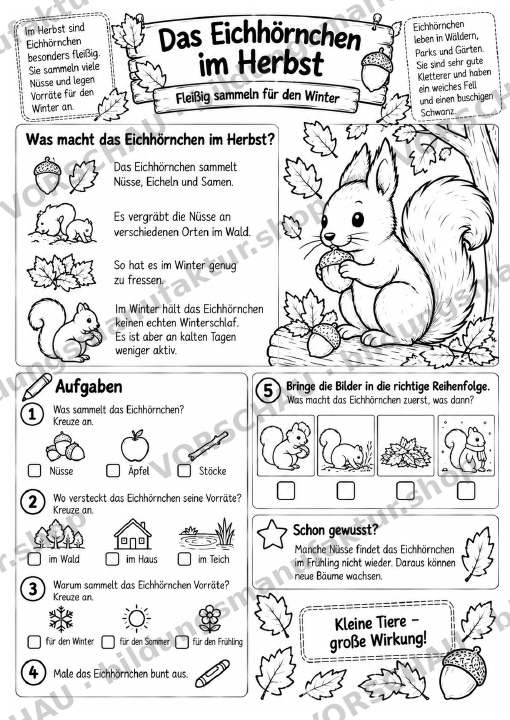 Im Herbst sind
Eichhörnchen
besonders fleißig.
Sie sammeln viele
Nüsse und legen
Vorräte für den
Winter an.
Das Eichhörnchen
im Herbst
Fleißig sammeln für den Winter
Eichhörnchen
leben in Wäldern,
Parks und Gärten.
Sie sind sehr gute
Kletterer und haben
ein weiches Fell
und einen buschigen
Schwanz.
Was macht das Eichhörnchen im Herbst?
Das Eichhörnchen sammelt
Nüsse, Eicheln und Samen.
Es vergräbt die Nüsse an
verschiedenen Orten im Wald.
So hat es im Winter genug
zu fressen.
Im Winter hält das Eichhörnchen
keinen echten Winterschlaf.
Es ist aber an kalten Tagen
weniger aktiv.
Aufgaben
1 Was sammelt das Eichhörnchen?
Kreuze an.
Nüsse Äpfel Stöcke
2 Wo versteckt das Eichhörnchen seine Vorräte?
Kreuze an.
im Wald im Haus im Teich
3 Warum sammelt das Eichhörnchen Vorräte?
Kreuze an.
für den Winter für den Sommer für den Frühling
4 Male das Eichhörnchen bunt aus.
5 Bringe die Bilder in die richtige Reihenfolge.
Was macht das Eichhörnchen zuerst, was dann?
Schon gewusst?
Manche Nüsse findet das Eichhörnchen
im Frühling nicht wieder. Daraus können
neue Bäume wachsen.
Kleine Tiere –
große Wirkung!
VORSCHAU · bildungsmanufaktur.shop